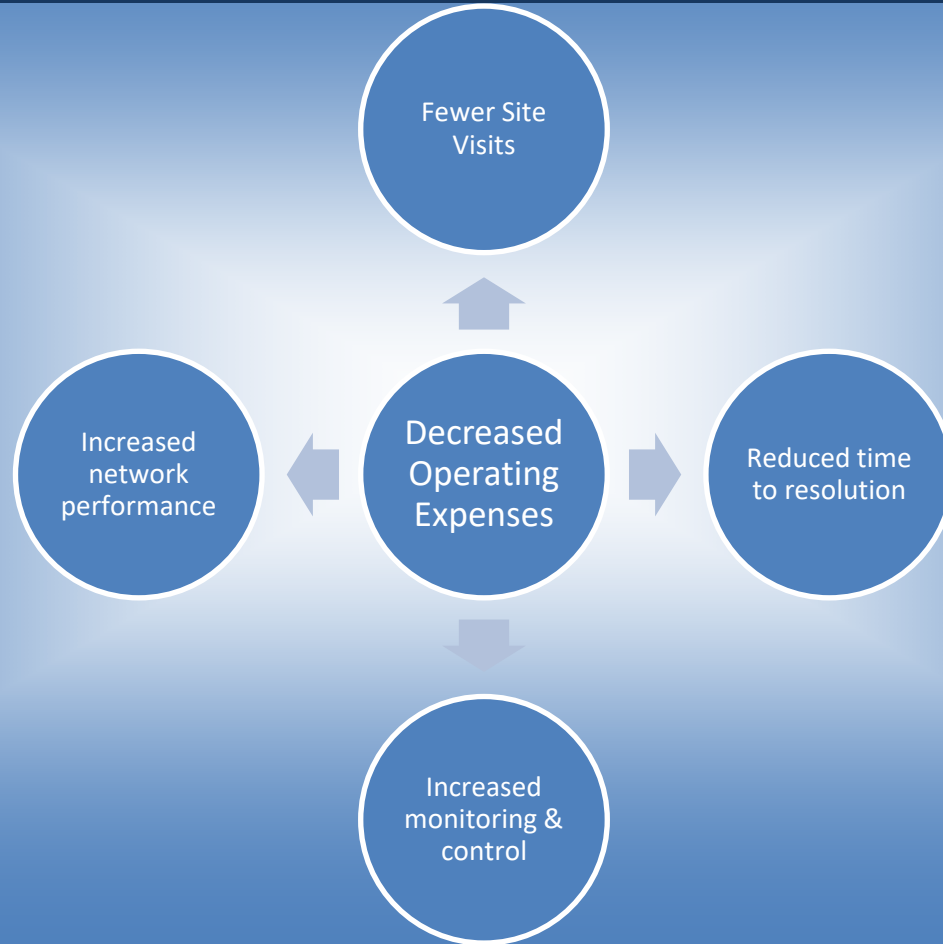 Fewer Site
Visits
Increased
network
performance
Decreased
Operating
Expenses
Reduced time
to resolution
Increased
monitoring &
control